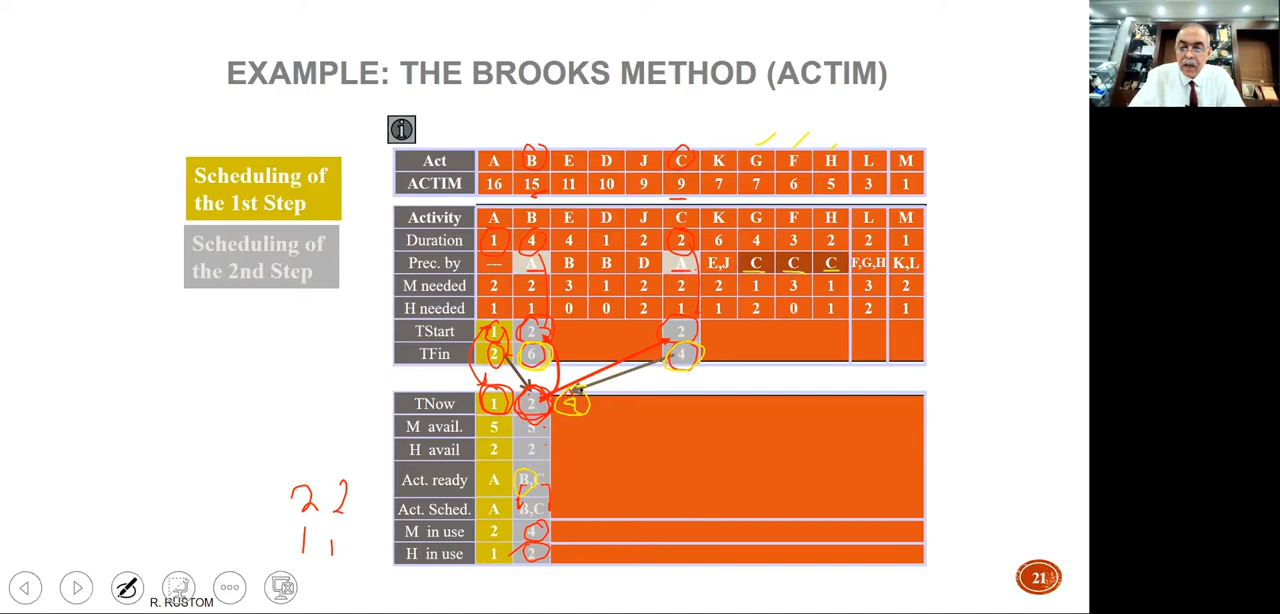 EXAMPLE: THE BROOKS METHOD (ACTIM)
Scheduling of
the 1st Step
Scheduling of
the 2nd Step
Act A B E D J C K G F H L M
ACTIM 16 15 11 10 9 9 7 7 6 5 3 1
Activity A B E D J C K G F H L M
Duration 1 4 4 1 2 2 6 4 3 2 2 1
Prec. by --- A B B D A E,J C C C F,G,H K,L
M needed 2 2 3 1 2 2 2 1 3 1 3 2
H needed 1 1 0 0 2 1 1 2 0 1 2 1
TStart 1 2 2
TFin 2 6 4
TNow 1 2 4
M avail. 5 5
H avail 2 2
Act. ready A B,C
Act. Sched. A B,C
M in use 2 4
H in use 1 2
2 2
1 1
21
R. RUSTOM